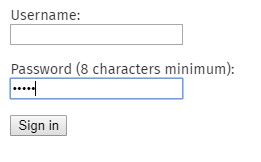 Username:
Password (8 characters minimum):
•••••
Sign in